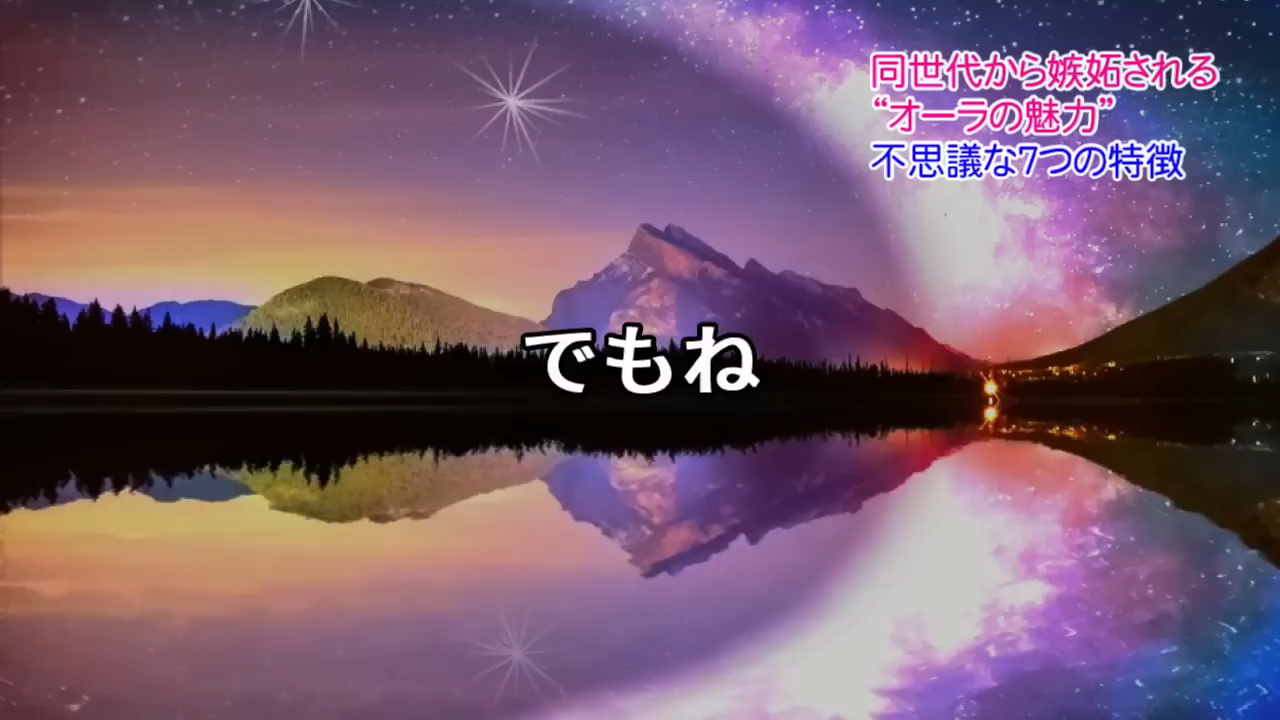 同世代から嫉妬される
“オーラの魅力”
不思議な7つの特徴
でもね